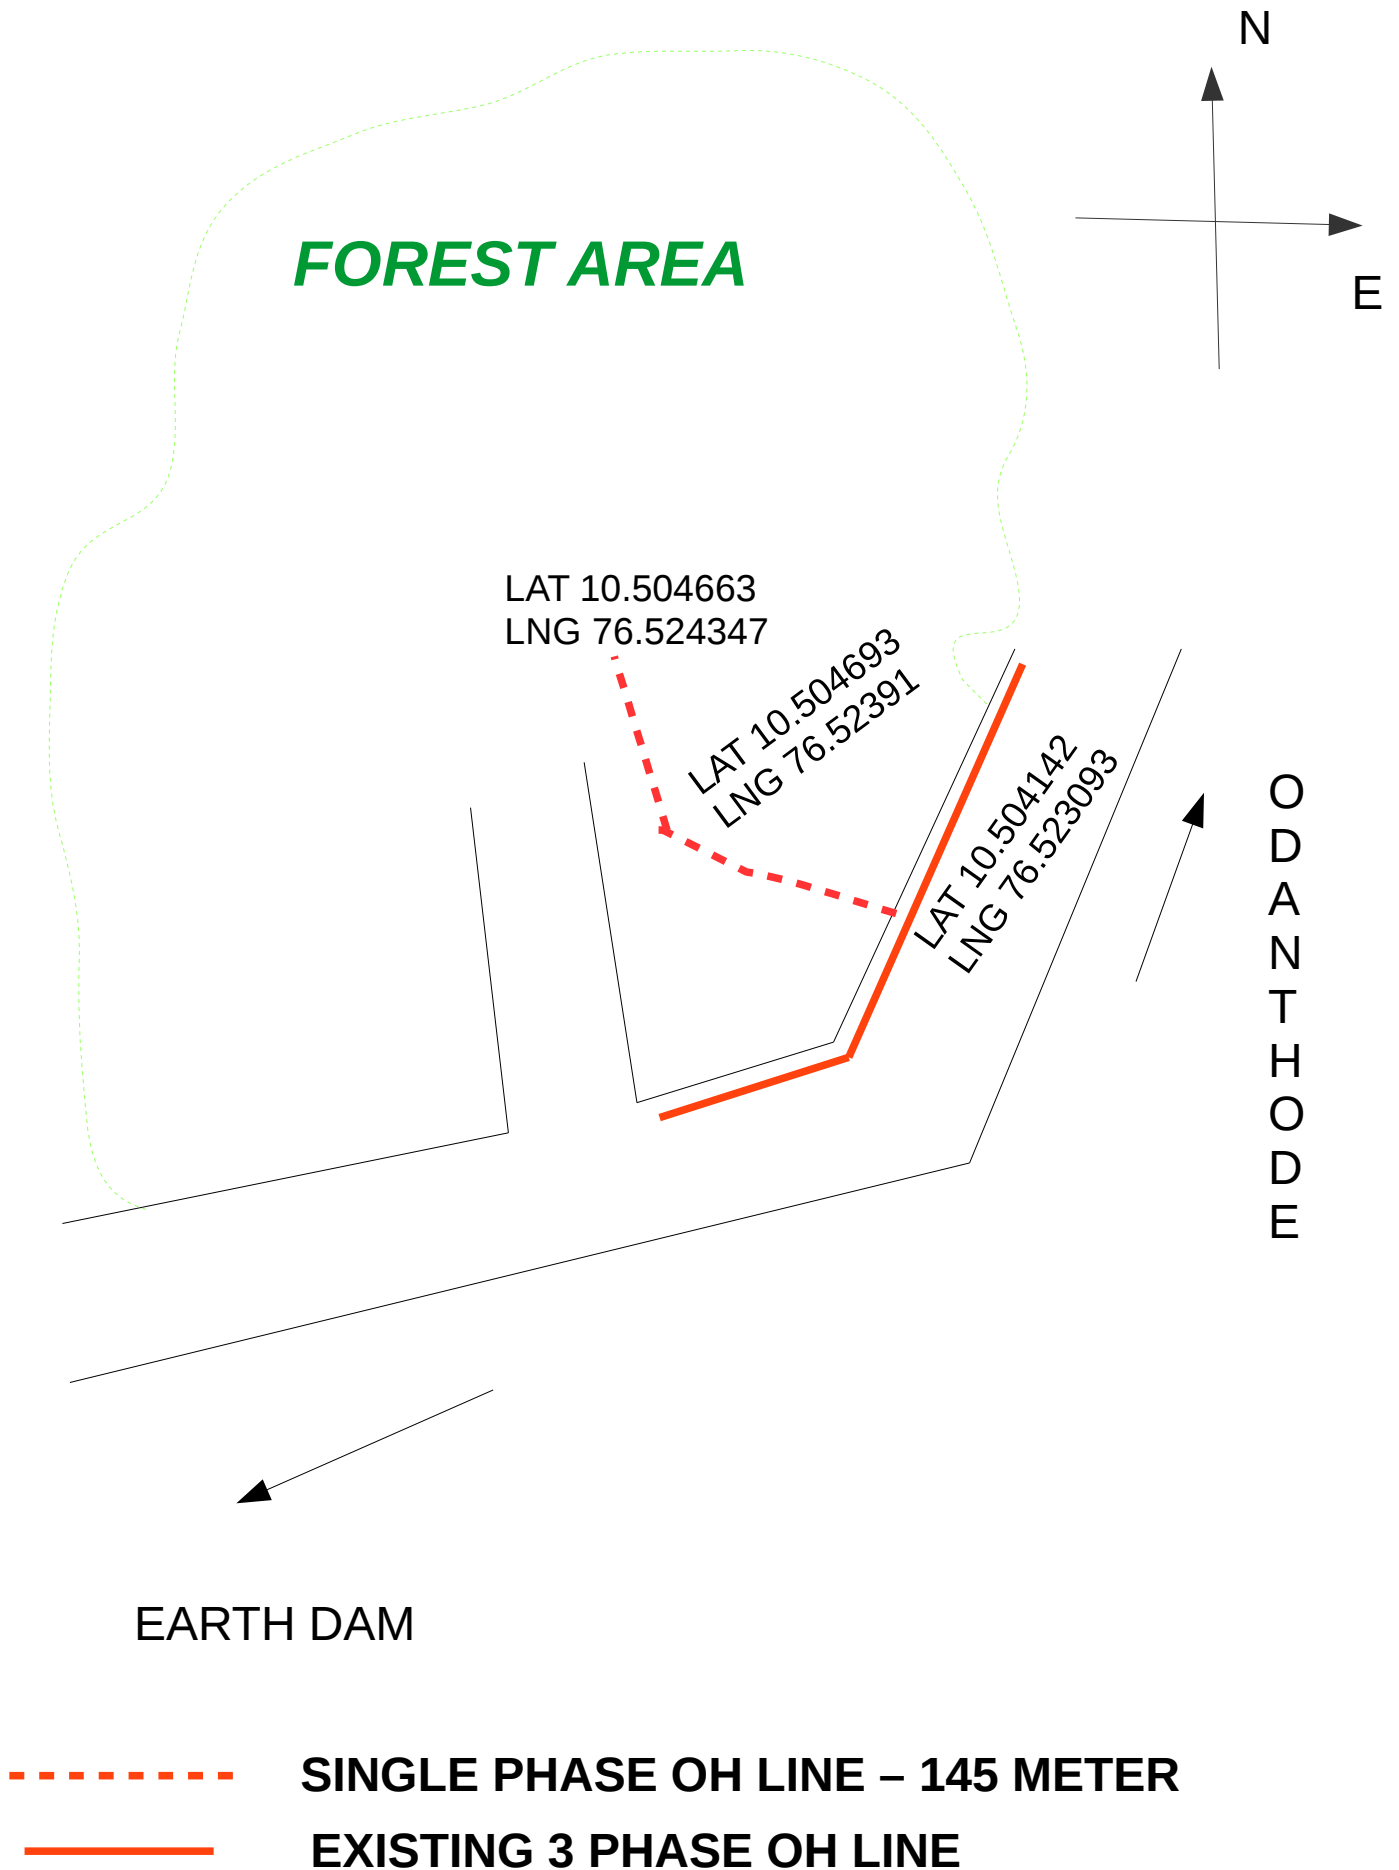 N
E
FOREST AREA
LAT 10.504663
LNG 76.524347
LAT 10.504693
LNG 76.52391
LAT 10.504142
LNG 76.523093
ODANTHODE
EARTH DAM
SINGLE PHASE OH LINE – 145 METER
EXISTING 3 PHASE OH LINE